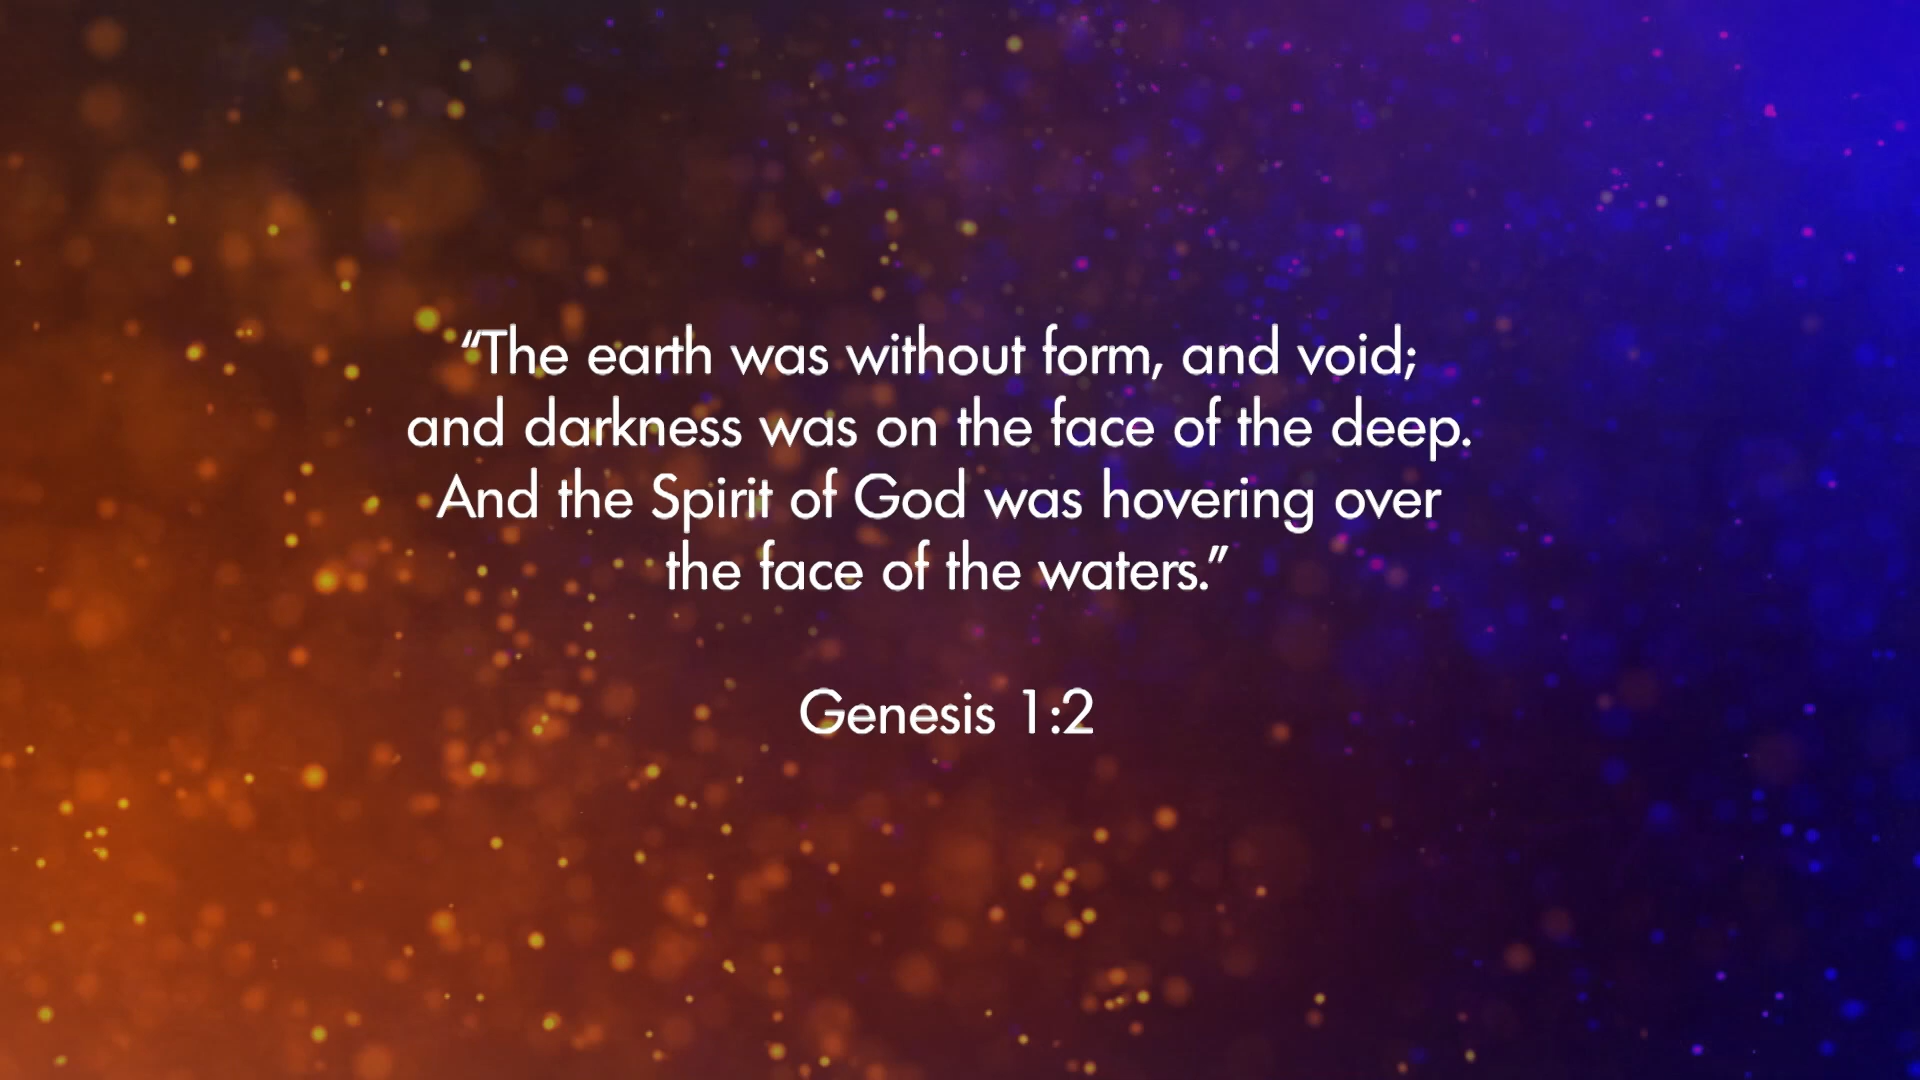 “The earth was without form, and void;
and darkness was on the face of the deep.
And the Spirit of God was hovering over
the face of the waters.”
Genesis 1:2